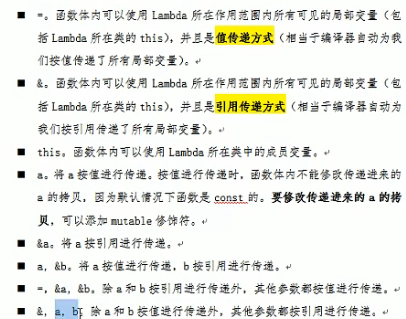 ■ =。函数体内可以使用 Lambda 所在作用范围内所有可见的局部变量（包
括 Lambda 所在类的 this），并且是值传递方式（相当于编译器自动为我
们按值传递了所有局部变量）。
■ &。函数体内可以使用 Lambda 所在作用范围内所有可见的局部变量（包
括 Lambda 所在类的 this），并且是引用传递方式（相当于编译器自动为
我们按引用传递了所有局部变量）。
■ this。函数体内可以使用 Lambda 所在类中的成员变量。
■ a。将 a 按值进行传递。按值进行传递时，函数体内不能修改传递进来的
a 的拷贝，因为默认情况下函数是 const 的。要修改传递进来的 a 的拷
贝，可以添加 mutable 修饰符。
■ &a。将 a 按引用进行传递。
■ a, &b。将 a 按值进行传递，b 按引用进行传递。
■ =, &a, &b。除 a 和 b 按引用进行传递外，其他参数都按值进行传递。
■ &, a, b。除 a 和 b 按值进行传递外，其他参数都按引用进行传递。